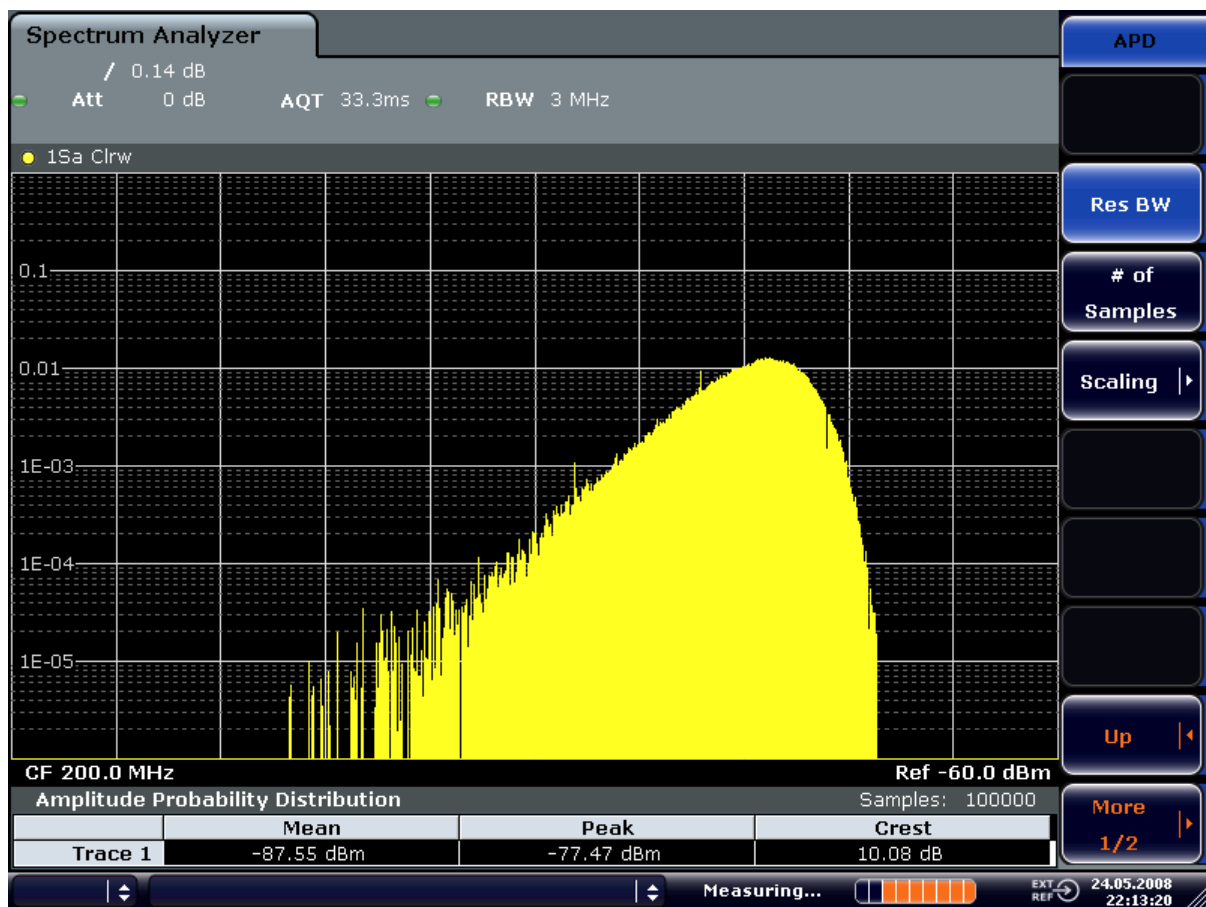 Spectrum Analyzer
/ 0.14 dB
Att 0 dB AQT 33.3ms RBW 3 MHz
1Sa Clrw
0.1
0.01
1E-03
1E-04
1E-05
CF 200.0 MHz Ref -60.0 dBm
Amplitude Probability Distribution Samples: 100000
Mean Peak Crest
Trace 1 -87.55 dBm -77.47 dBm 10.08 dB
Measuring... EXT REF 24.05.2008
22:13:20
APD
Res BW
# of
Samples
Scaling
Up
More
1/2